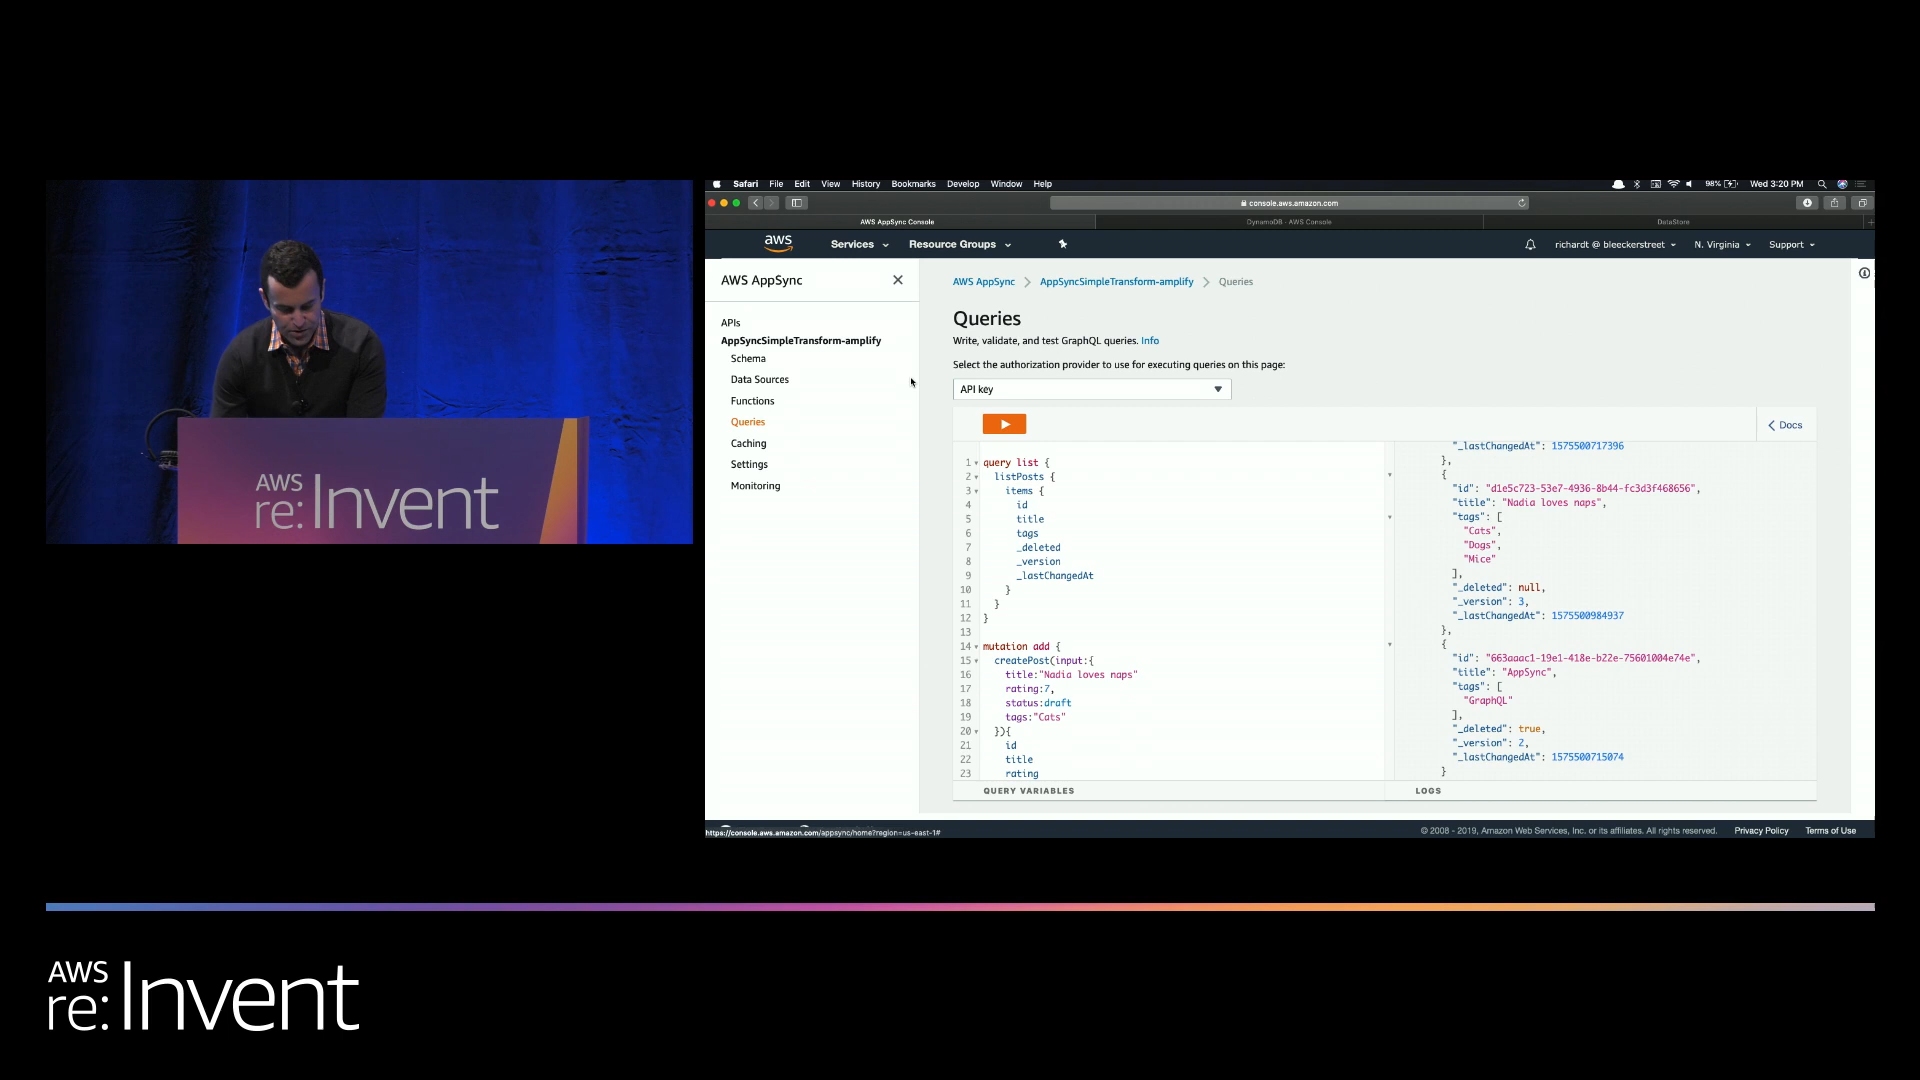 AWS
re:Invent
Safari File Edit View History Bookmarks Develop Window Help
98%
Wed 3:20 PM
console.aws.amazon.com
AWS AppSync Console
DynamoDB - AWS Console
DataStore
aws
Services
Resource Groups
richardt @ bleeckerstreet
N. Virginia
Support
AWS AppSync
APIs
AppSyncSimpleTransform-amplify
Schema
Data Sources
Functions
Queries
Caching
Settings
Monitoring
AWS AppSync > AppSyncSimpleTransform-amplify > Queries
Queries
Write, validate, and test GraphQL queries. Info
Select the authorization provider to use for executing queries on this page:
API key
< Docs
1 query list {
2 listPosts {
3 items {
4 id
5 title
6 tags
7 _deleted
8 _version
9 _lastChangedAt
10 }
11 }
12 }
13
14 mutation add {
15 createPost(input:{
16 title:"Nadia loves naps"
17 rating:7,
18 status:draft
19 tags:"Cats"
20 }){
21 id
22 title
23 rating
"_lastChangedAt": 1575500717396
},
{
"id": "d1e5c723-53e7-4936-8b44-fc3d3f468656",
"title": "Nadia loves naps",
"tags": [
"Cats",
"Dogs",
"Mice"
],
"_deleted": null,
"_version": 3,
"_lastChangedAt": 1575500984937
},
{
"id": "663aaac1-19e1-418e-b22e-75601004e74e",
"title": "AppSync",
"tags": [
"GraphQL"
],
"_deleted": true,
"_version": 2,
"_lastChangedAt": 1575500715074
}
QUERY VARIABLES
LOGS
https://console.aws.amazon.com/appsync/home?region=us-east-1#
© 2008 - 2019, Amazon Web Services, Inc. or its affiliates. All rights reserved.
Privacy Policy
Terms of Use
AWS
re:Invent